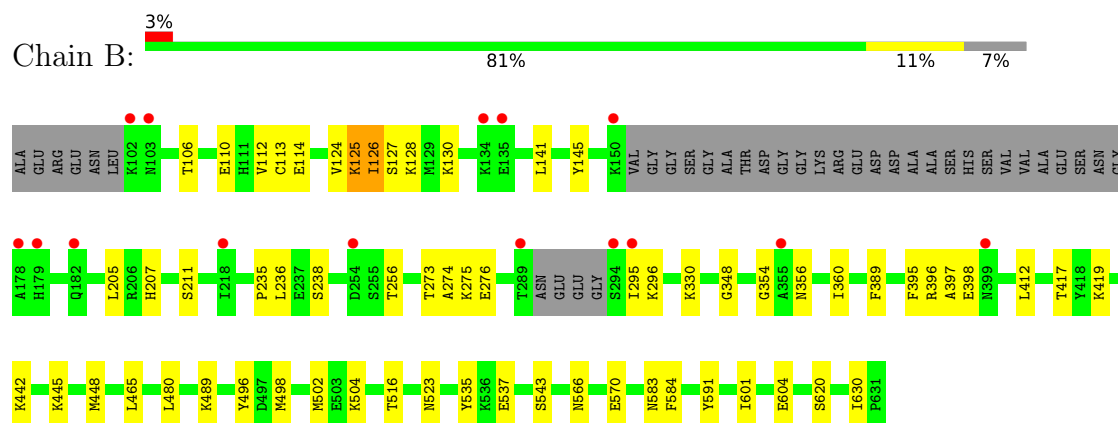 3%
Chain B:
81% 11% 7%
ALA GLU ARG GLU ASN LEU K102 N103 T106 E110 H111 V112 C113 E114 V124 K125 I126 S127 K128 M129 K130 K134 E135 L141 Y145 K150 VAL GLY GLY SER GLY ALA THR ASP GLY GLY LYS ARG GLU ASP ASP ALA ALA SER HIS SER VAL VAL ALA GLU SER ASN GLY
A178 H179 Q182 L205 R206 H207 S211 I218 P235 L236 E237 S238 D254 S255 T256 T273 A274 K275 E276 T289 ASN GLU GLU GLY S294 I295 K296 K330 G348 G354 A355 N356 I360 F389 F395 R396 A397 E398 N399 L412 T417 Y418 K419
K442 K445 M448 L465 L480 K489 Y496 D497 M498 M502 E503 K504 T516 N523 Y535 K536 E537 S543 N566 E570 N583 F584 Y591 I601 E604 S620 I630 P631